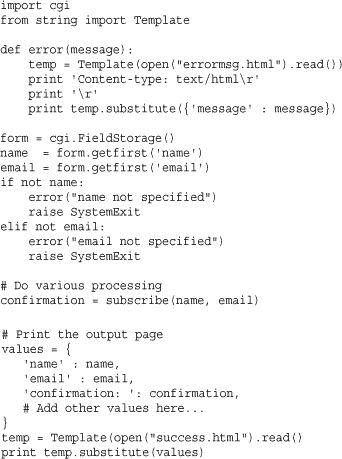 import cgi
from string import Template
def error(message):
temp = Template(open("errormsg.html").read())
print 'Content-type: text/html\r'
print '\r'
print temp.substitute({'message' : message})
form = cgi.FieldStorage()
name = form.getfirst('name')
email = form.getfirst('email')
if not name:
error("name not specified")
raise SystemExit
elif not email:
error("email not specified")
raise SystemExit
# Do various processing
confirmation = subscribe(name, email)
# Print the output page
values = {
'name' : name,
'email' : email,
'confirmation: ': confirmation,
# Add other values here...
}
temp = Template(open("success.html").read()
print temp.substitute(values)